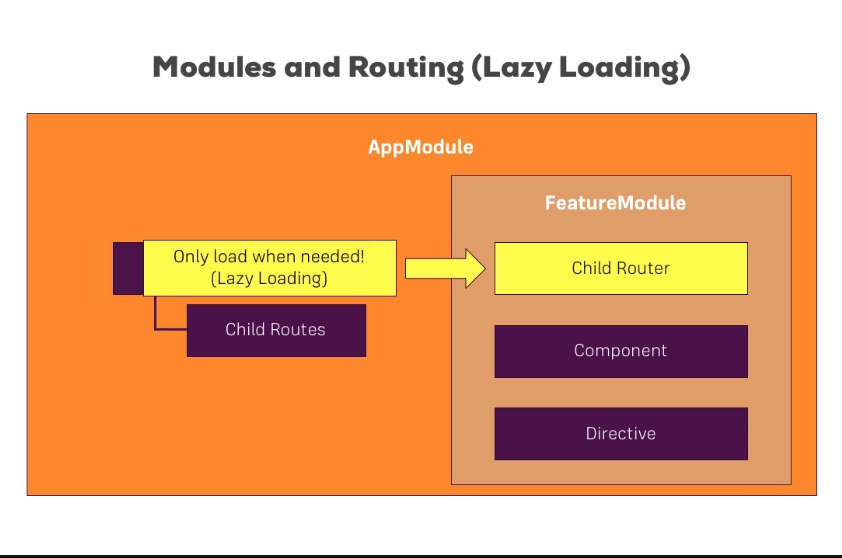 Modules and Routing (Lazy Loading)
AppModule
FeatureModule
Only load when needed!
(Lazy Loading)
Child Router
Child Routes
Component
Directive